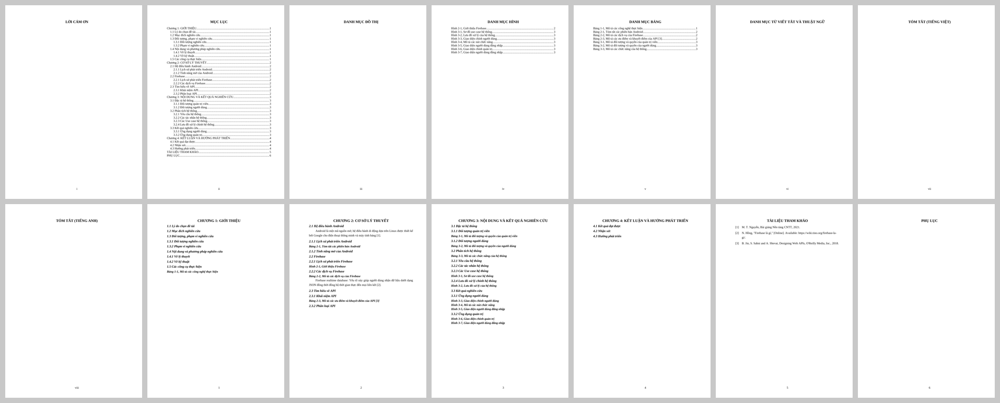 LỜI CẢM ƠN
i
MỤC LỤC
Chương 1: GIỚI THIỆU 1
1.1 Lý do chọn đề tài 1
1.2 Mục đích nghiên cứu 1
1.3 Đối tượng, phạm vi nghiên cứu 1
1.3.1 Đối tượng nghiên cứu 1
1.3.2 Phạm vi nghiên cứu 1
1.4 Nội dung và phương pháp nghiên cứu 1
1.4.1 Về lý thuyết 1
1.4.2 Về kỹ thuật 1
1.5 Các công cụ thực hiện 1
Chương 2: CƠ SỞ LÝ THUYẾT 2
2.1 Hệ điều hành Android 2
2.1.1 Lịch sử phát triển Android 2
2.1.2 Tính năng mở của Android 2
2.2 Firebase 2
2.2.1 Lịch sử phát triển Firebase 2
2.2.2 Các dịch vụ Firebase 2
2.3 Tìm hiểu về API 2
2.3.1 Khái niệm API 2
2.3.2 Phân loại API 2
Chương 3: NỘI DUNG VÀ KẾT QUẢ NGHIÊN CỨU 3
3.1 Đặc tả hệ thống 3
3.1.1 Đối tượng quản trị viên 3
3.1.2 Đối tượng người dùng 3
3.2 Phân tích hệ thống 3
3.2.1 Yêu cầu hệ thống 3
3.2.2 Các tác nhân hệ thống 3
3.2.3 Các Use case hệ thống 3
3.2.4 Lưu đồ xử lý chính hệ thống 3
3.3 Kết quả nghiên cứu 3
3.3.1 Ứng dụng người dùng 3
3.3.2 Ứng dụng quản trị 3
Chương 4: KẾT LUẬN VÀ HƯỚNG PHÁT TRIỂN 4
4.1 Kết quả đạt được 4
4.2 Nhận xét 4
4.3 Hướng phát triển 4
TÀI LIỆU THAM KHẢO 5
PHỤ LỤC 6
ii
DANH MỤC ĐỒ THỊ
iii
DANH MỤC HÌNH
Hình 2-1, Giới thiệu Firebase 2
Hình 3-1, Sơ đồ use case hệ thống 3
Hình 3-2, Lưu đồ xử lý của hệ thống 3
Hình 3-3, Giao diện chính người dùng 3
Hình 3-4, Mô tả các nút chức năng 3
Hình 3-5, Giao diện người dùng đăng nhập 3
Hình 3-6, Giao diện chính quản trị 3
Hình 3-7, Giao diện người dùng đăng nhập 3
iv
DANH MỤC BẢNG
Bảng 1-1, Mô tả các công nghệ thực hiện 1
Bảng 2-1, Tóm tắt các phiên bản Android 2
Bảng 2-2, Mô tả các dịch vụ của Firebase 2
Bảng 2-3, Mô tả các ưu điểm và khuyết điểm của API [3] 2
Bảng 3-1, Mô tả đối tượng và quyền của quản trị viên 3
Bảng 3-2, Mô tả đối tượng và quyền của người dùng 3
Bảng 3-3, Mô tả các chức năng của hệ thống 3
v
DANH MỤC TỪ VIẾT TẮT VÀ THUẬT NGỮ
vi
TÓM TẮT (TIẾNG VIỆT)
vii
TÓM TẮT (TIẾNG ANH)
viii
CHƯƠNG 1: GIỚI THIỆU
1.1 Lý do chọn đề tài
1.2 Mục đích nghiên cứu
1.3 Đối tượng, phạm vi nghiên cứu
1.3.1 Đối tượng nghiên cứu
1.3.2 Phạm vi nghiên cứu
1.4 Nội dung và phương pháp nghiên cứu
1.4.1 Về lý thuyết
1.4.2 Về kỹ thuật
1.5 Các công cụ thực hiện
Bảng 1-1, Mô tả các công nghệ thực hiện
1
CHƯƠNG 2: CƠ SỞ LÝ THUYẾT
2.1 Hệ điều hành Android
Android là một mã nguồn mở, hệ điều hành di động dựa trên Linux được thiết kế
bởi Google cho điện thoại thông minh và máy tính bảng [1].
2.1.1 Lịch sử phát triển Android
Bảng 2-1, Tóm tắt các phiên bản Android
2.1.2 Tính năng mở của Android
2.2 Firebase
2.2.1 Lịch sử phát triển Firebase
Hình 2-1, Giới thiệu Firebase
2.2.2 Các dịch vụ Firebase
Bảng 2-2, Mô tả các dịch vụ của Firebase
Firebase realtime database: Yếu tố này giúp người dùng nhận dữ liệu dưới dạng
JSON đồng thời đồng bộ thời gian thực đến mọi liên kết [2].
2.3 Tìm hiểu về API
2.3.1 Khái niệm API
Bảng 2-3, Mô tả các ưu điểm và khuyết điểm của API [3]
2.3.2 Phân loại API
2
CHƯƠNG 3: NỘI DUNG VÀ KẾT QUẢ NGHIÊN CỨU
3.1 Đặc tả hệ thống
3.1.1 Đối tượng quản trị viên
Bảng 3-1, Mô tả đối tượng và quyền của quản trị viên
3.1.2 Đối tượng người dùng
Bảng 3-2, Mô tả đối tượng và quyền của người dùng
3.2 Phân tích hệ thống
Bảng 3-3, Mô tả các chức năng của hệ thống
3.2.1 Yêu cầu hệ thống
3.2.2 Các tác nhân hệ thống
3.2.3 Các Use case hệ thống
Hình 3-1, Sơ đồ use case hệ thống
3.2.4 Lưu đồ xử lý chính hệ thống
Hình 3-2, Lưu đồ xử lý của hệ thống
3.3 Kết quả nghiên cứu
3.3.1 Ứng dụng người dùng
Hình 3-3, Giao diện chính người dùng
Hình 3-4, Mô tả các nút chức năng
Hình 3-5, Giao diện người dùng đăng nhập
3.3.2 Ứng dụng quản trị
Hình 3-6, Giao diện chính quản trị
Hình 3-7, Giao diện người dùng đăng nhập
3
CHƯƠNG 4: KẾT LUẬN VÀ HƯỚNG PHÁT TRIỂN
4.1 Kết quả đạt được
4.2 Nhận xét
4.3 Hướng phát triển
4
TÀI LIỆU THAM KHẢO
[1] M. T. Nguyên, Bài giảng Nền tảng CNTT, 2021.
[2] N. Hồng, "Firebase là gì," [Online]. Available: https://wiki.tino.org/firebase-la-
gi/.
[3] B. Jin, S. Sahni and A. Shevat, Designing Web APIs, O'Reilly Media, Inc., 2018.
5
PHỤ LỤC
6